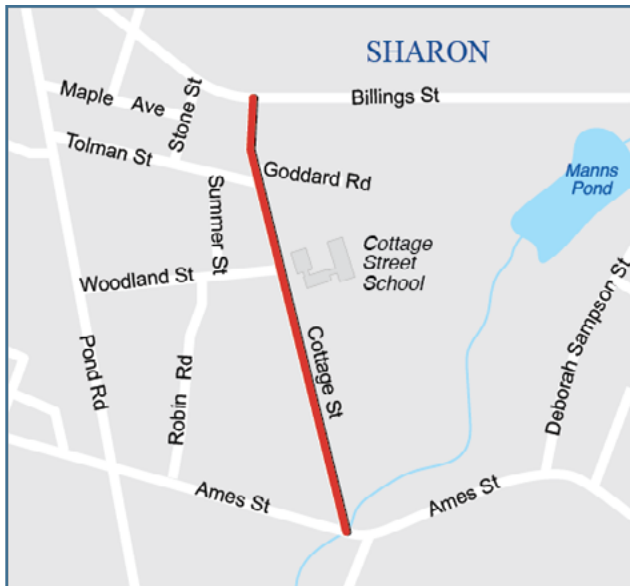 SHARON
Billings St
Maple Ave
Stone St
Tolman St
Goddard Rd
Manns
Pond
Summer St
Cottage
Street
School
Woodland St
Deborah Sampson St
Cottage St
Pond Rd
Robin Rd
Ames St
Ames St